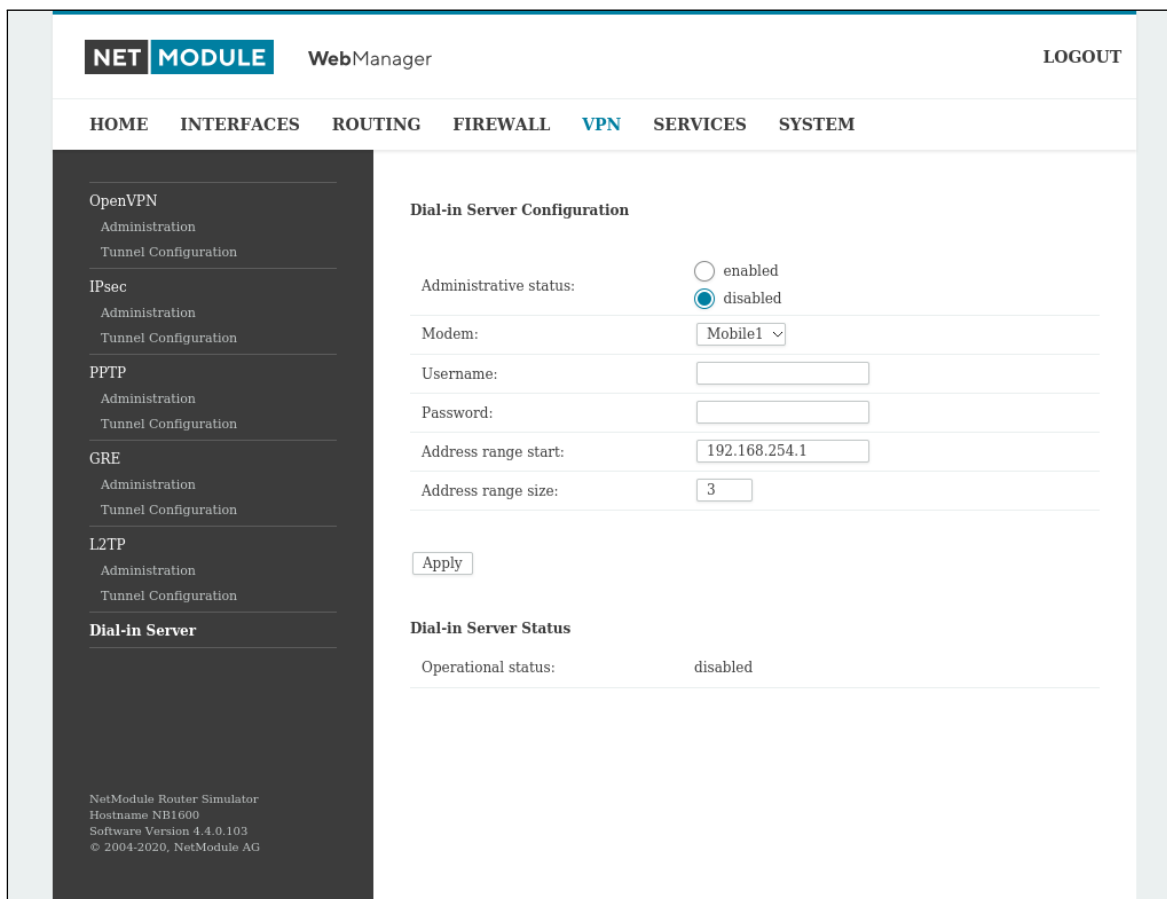 NET MODULE WebManager LOGOUT
HOME INTERFACES ROUTING FIREWALL VPN SERVICES SYSTEM
OpenVPN
Administration
Tunnel Configuration
IPsec
Administration
Tunnel Configuration
PPTP
Administration
Tunnel Configuration
GRE
Administration
Tunnel Configuration
L2TP
Administration
Tunnel Configuration
Dial-in Server
NetModule Router Simulator
Hostname NB1600
Software Version 4.4.0.103
© 2004-2020, NetModule AG
Dial-in Server Configuration
Administrative status:
enabled
disabled
Modem: Mobile1
Username:
Password:
Address range start: 192.168.254.1
Address range size: 3
Apply
Dial-in Server Status
Operational status: disabled